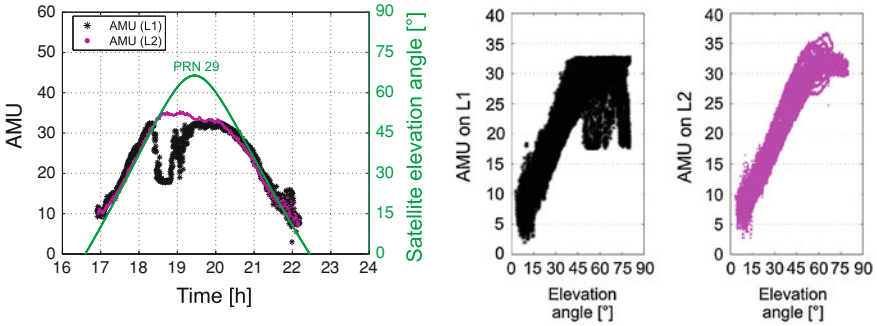 60
50
40
30
20
10
0
AMU
AMU (L1)
AMU (L2)
PRN 29
90
75
60
45
30
15
0
Satellite elevation angle [°]
16 17 18 19 20 21 22 23 24
Time [h]
40
35
30
25
20
15
10
5
2
0
AMU on L1
0 15 30 45 60 75 90
Elevation
angle [°]
40
35
30
25
20
15
10
5
2
0
AMU on L2
0 15 30 45 60 75 90
Elevation
angle [°]